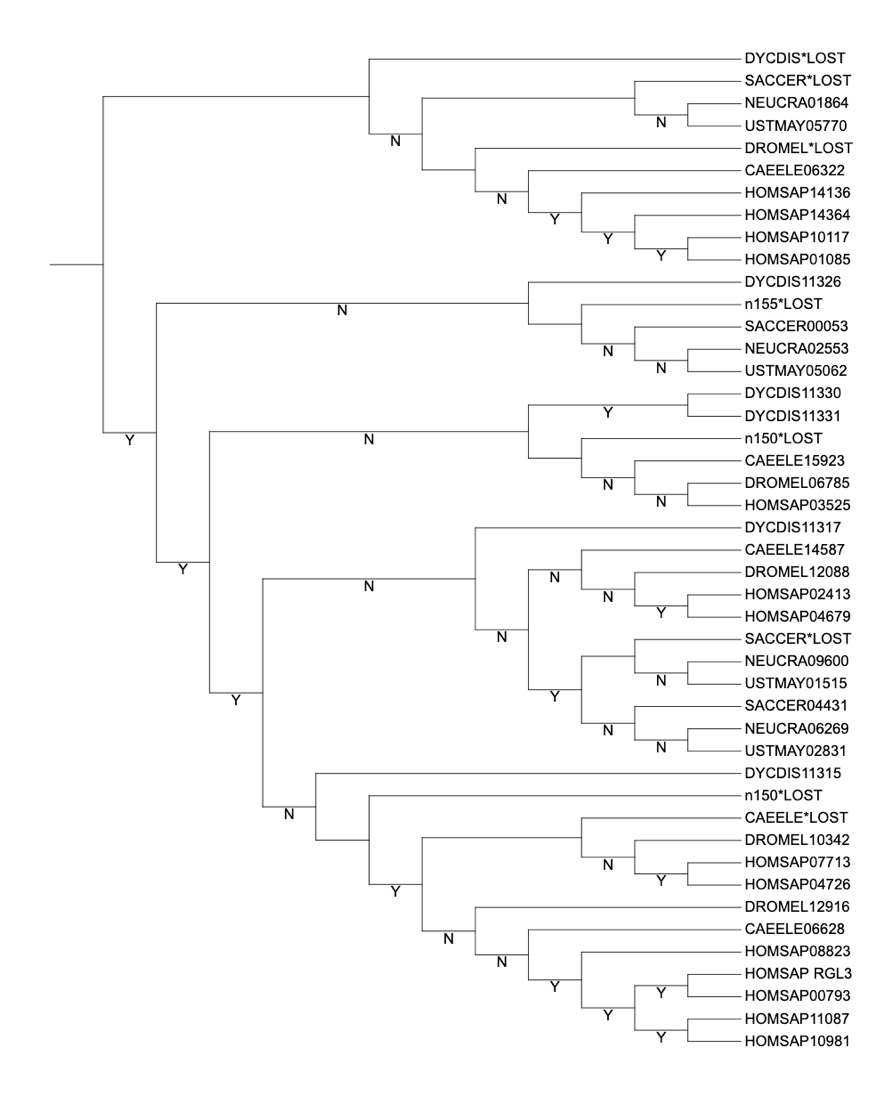 DYCDIS*LOST
SACCER*LOST
NEUCRA01864
N
USTMAY05770
N
DROMEL*LOST
CAEELE06322
HOMSAP14136
N
HOMSAP14364
Y
HOMSAP10117
Y
Y
HOMSAP01085
DYCDIS11326
n155*LOST
N
SACCER00053
NEUCRA02553
N
N
USTMAY05062
DYCDIS11330
Y
DYCDIS11331
n150*LOST
Y
N
CAEELE15923
DROMEL06785
N
N
HOMSAP03525
DYCDIS11317
CAEELE14587
Y
DROMEL12088
N
N
HOMSAP02413
N
Y
HOMSAP04679
SACCER*LOST
N
NEUCRA09600
N
USTMAY01515
Y
Y
SACCER04431
NEUCRA06269
N
N
USTMAY02831
DYCDIS11315
n150*LOST
N
CAEELE*LOST
DROMEL10342
HOMSAP07713
N
Y
HOMSAP04726
Y
DROMEL12916
CAEELE06628
N
HOMSAP08823
N
HOMSAP RGL3
Y
Y
HOMSAP00793
HOMSAP11087
Y
Y
HOMSAP10981